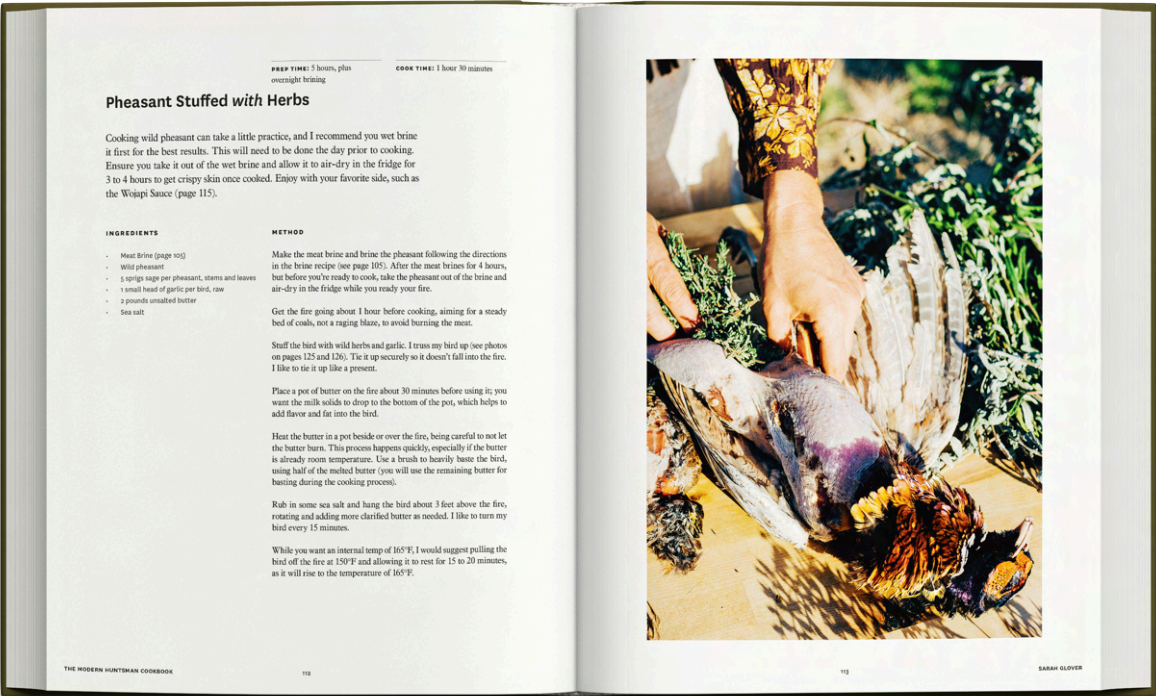 PREP TIME: 5 hours, plus
overnight brining
COOK TIME: 1 hour 30 minutes
Pheasant Stuffed with Herbs
Cooking wild pheasant can take a little practice, and I recommend you wet brine
it first for the best results. This will need to be done the day prior to cooking.
Ensure you take it out of the wet brine and allow it to air-dry in the fridge for
3 to 4 hours to get crispy skin once cooked. Enjoy with your favorite side, such as
the Wojapi Sauce (page 115).
INGREDIENTS
· Meat Brine (page 105)
· Wild pheasant
· 5 sprigs sage per pheasant, stems and leaves
· 1 small head of garlic per bird, raw
· 2 pounds unsalted butter
· Sea salt
METHOD
Make the meat brine and brine the pheasant following the directions
in the brine recipe (see page 105). After the meat brines for 4 hours,
but before you're ready to cook, take the pheasant out of the brine and
air-dry in the fridge while you ready your fire.
Get the fire going about 1 hour before cooking, aiming for a steady
bed of coals, not a raging blaze, to avoid burning the meat.
Stuff the bird with wild herbs and garlic. I truss my bird up (see photos
on pages 125 and 126). Tie it up securely so it doesn't fall into the fire.
I like to tie it up like a present.
Place a pot of butter on the fire about 30 minutes before using it; you
want the milk solids to drop to the bottom of the pot, which helps to
add flavor and fat into the bird.
Heat the butter in a pot beside or over the fire, being careful to not let
the butter burn. This process happens quickly, especially if the butter
is already room temperature. Use a brush to heavily baste the bird,
using half of the melted butter (you will use the remaining butter for
basting during the cooking process).
Rub in some sea salt and hang the bird about 3 feet above the fire,
rotating and adding more clarified butter as needed. I like to turn my
bird every 15 minutes.
While you want an internal temp of 165°F, I would suggest pulling the
bird off the fire at 150°F and allowing it to rest for 15 to 20 minutes,
as it will rise to the temperature of 165°F.
THE MODERN HUNTSMAN COOKBOOK
112
113
SARAH GLOVER